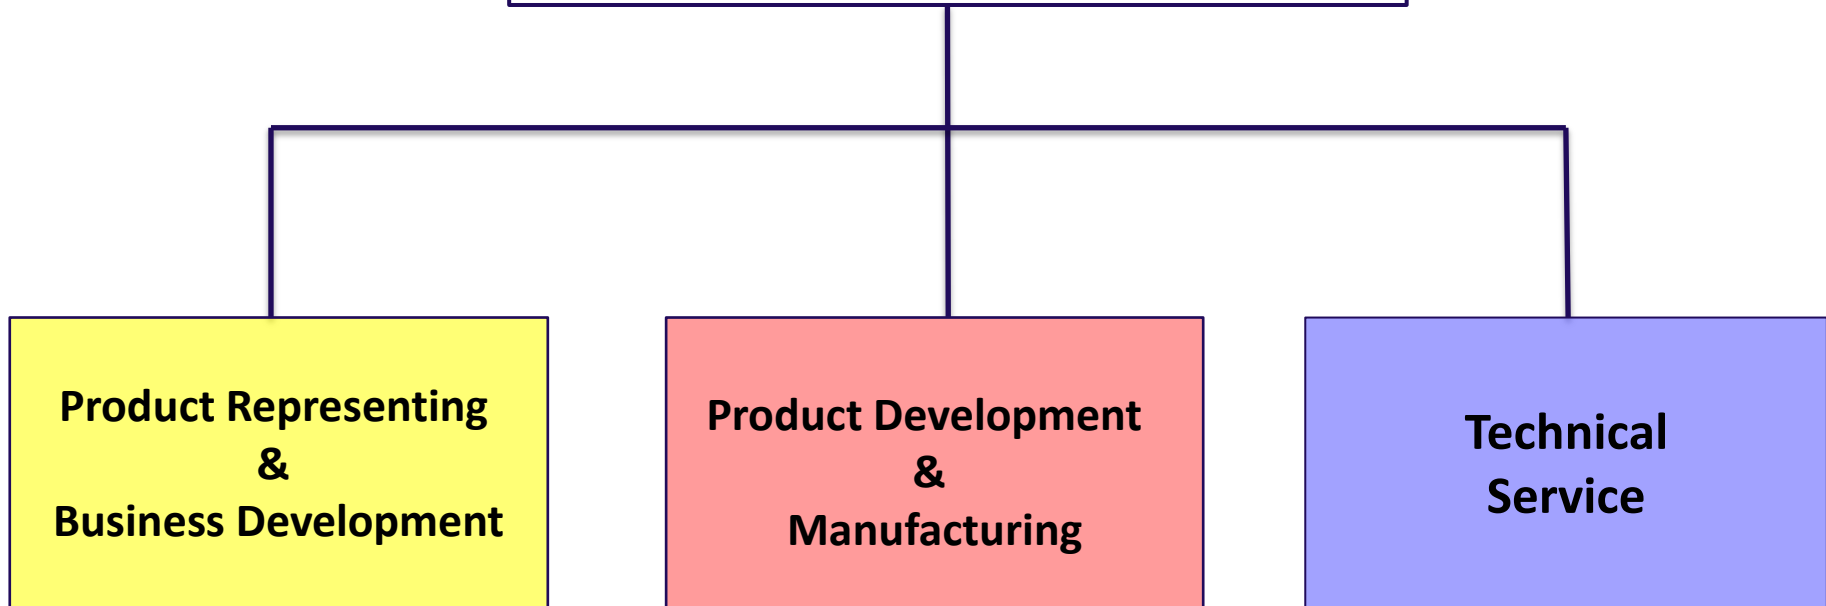 Product Representing
&
Business Development
Product Development
&
Manufacturing
Technical
Service